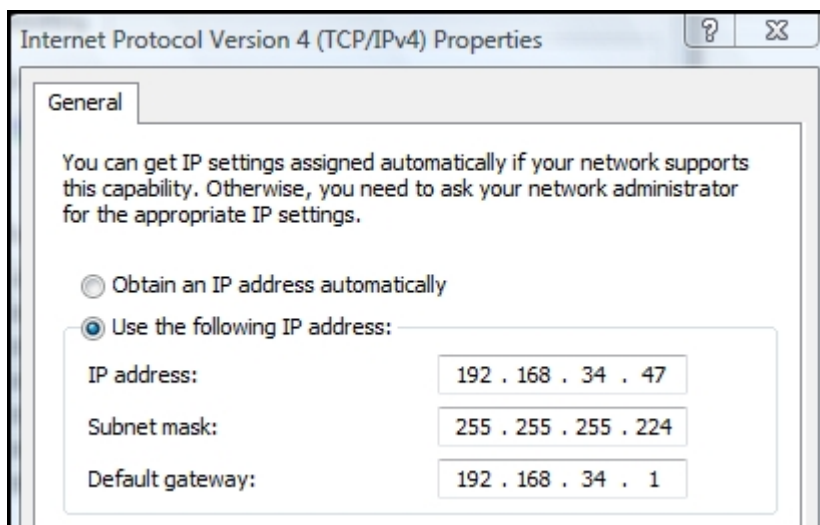 Internet Protocol Version 4 (TCP/IPv4) Properties
General
You can get IP settings assigned automatically if your network supports
this capability. Otherwise, you need to ask your network administrator
for the appropriate IP settings.
Obtain an IP address automatically
Use the following IP address:
IP address: 192 . 168 . 34 . 47
Subnet mask: 255 . 255 . 255 . 224
Default gateway: 192 . 168 . 34 . 1